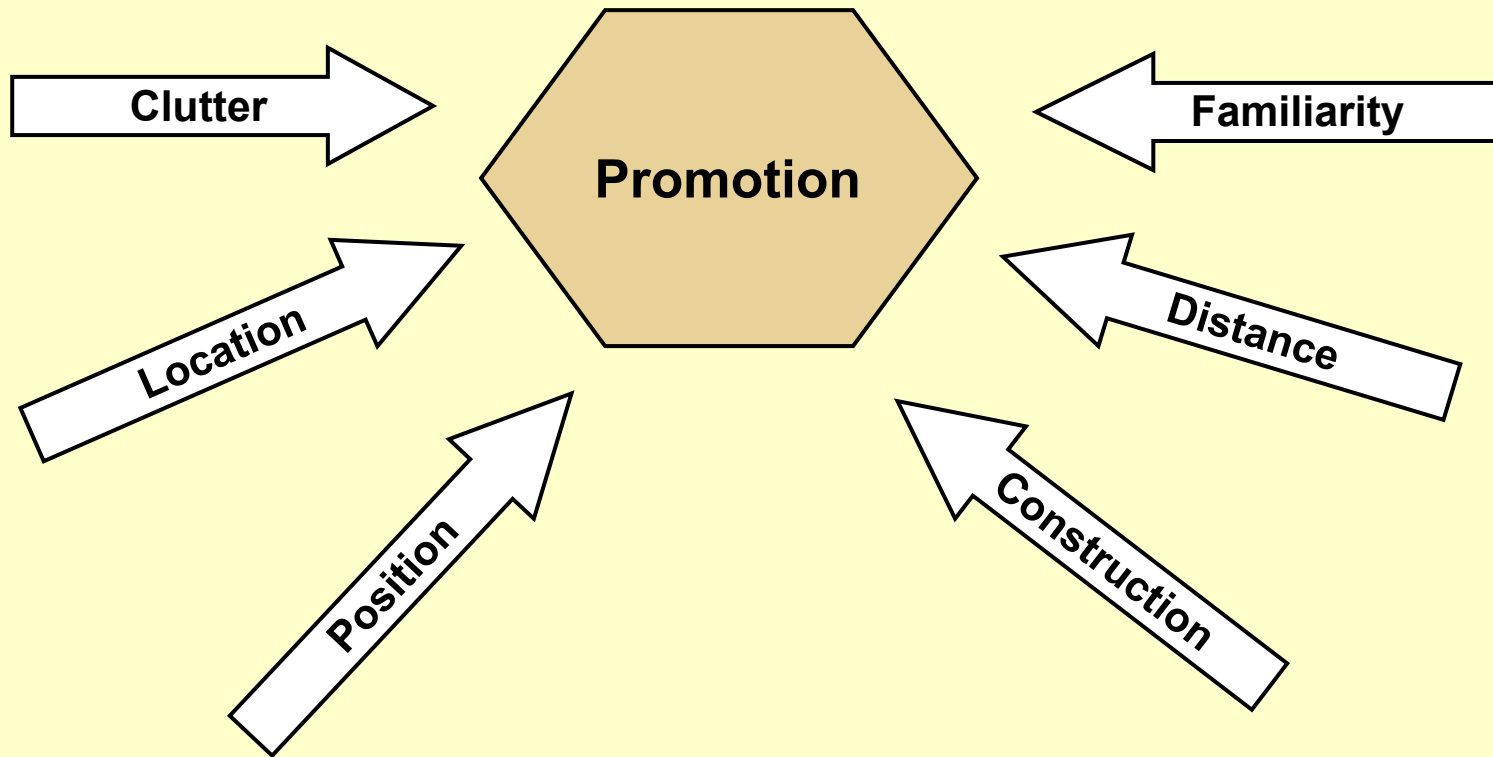 Clutter
Familiarity
Promotion
Location
Distance
Position
Construction